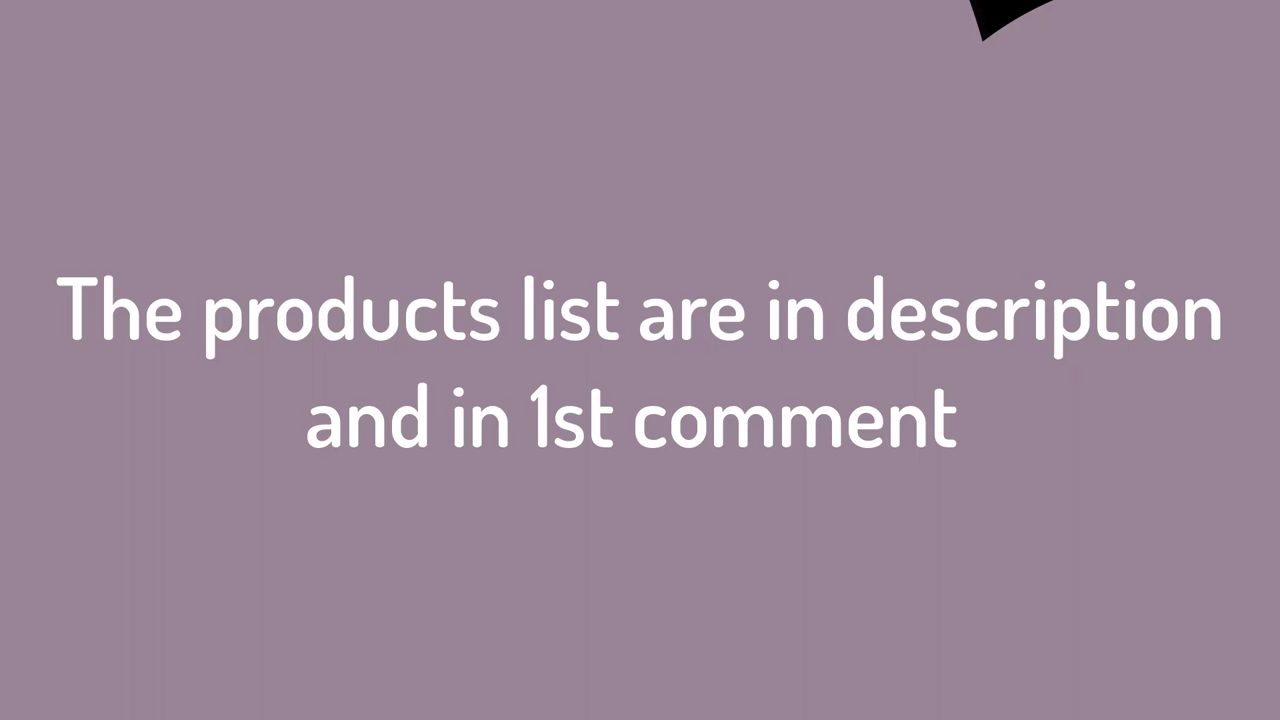 The products list are in description
and in 1st comment